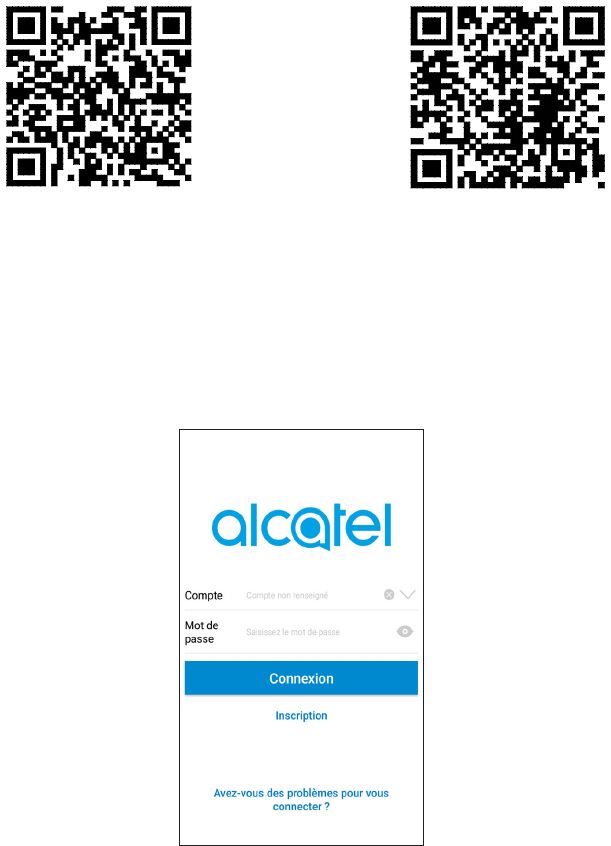 alcatel
Compte
Compte non renseigné
Mot de
passe
Saisissez le mot de passe
Connexion
Inscription
Avez-vous des problèmes pour vous
connecter ?